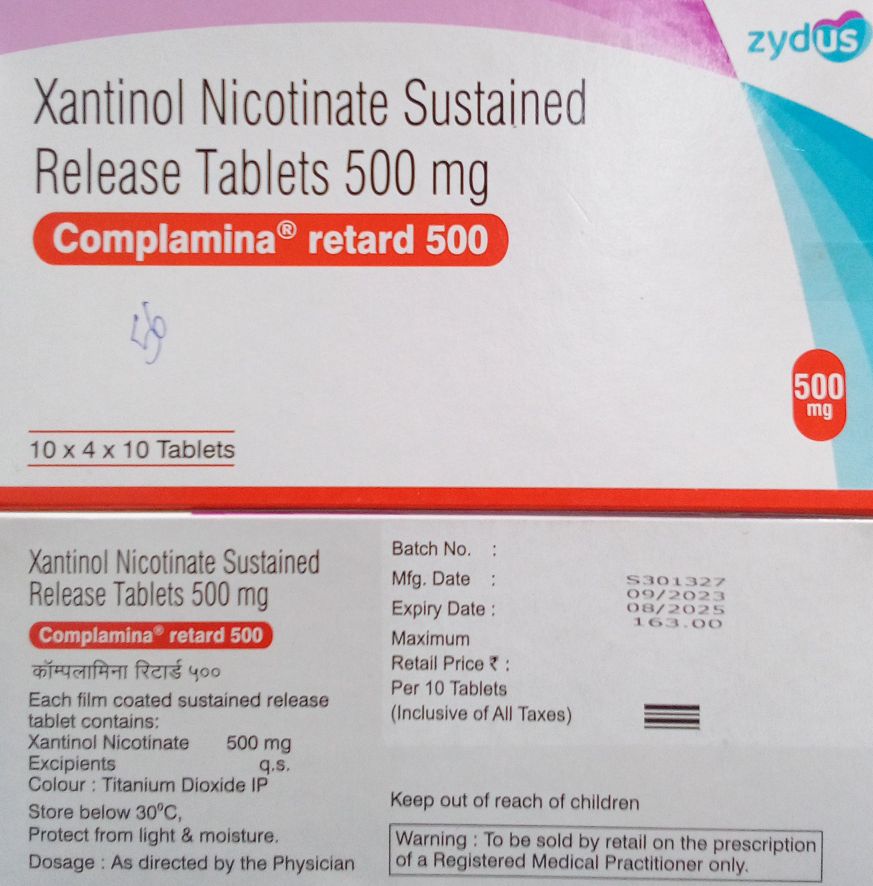 zydus
Xantinol Nicotinate Sustained
Release Tablets 500 mg
Complamina® retard 500
500
mg
10 x 4 x 10 Tablets
Xantinol Nicotinate Sustained
Release Tablets 500 mg
Complamina® retard 500
कॉम्पलामिना रिटार्ड ५००
Each film coated sustained release
tablet contains:
Xantinol Nicotinate 500 mg
Excipients q.s.
Colour : Titanium Dioxide IP
Store below 30⁰C,
Protect from light & moisture.
Dosage : As directed by the Physician
Batch No. :
Mfg. Date :
Expiry Date :
Maximum
Retail Price ₹ :
Per 10 Tablets
(Inclusive of All Taxes)
S301327
09/2023
08/2025
163.00
Keep out of reach of children
Warning : To be sold by retail on the prescription
of a Registered Medical Practitioner only.